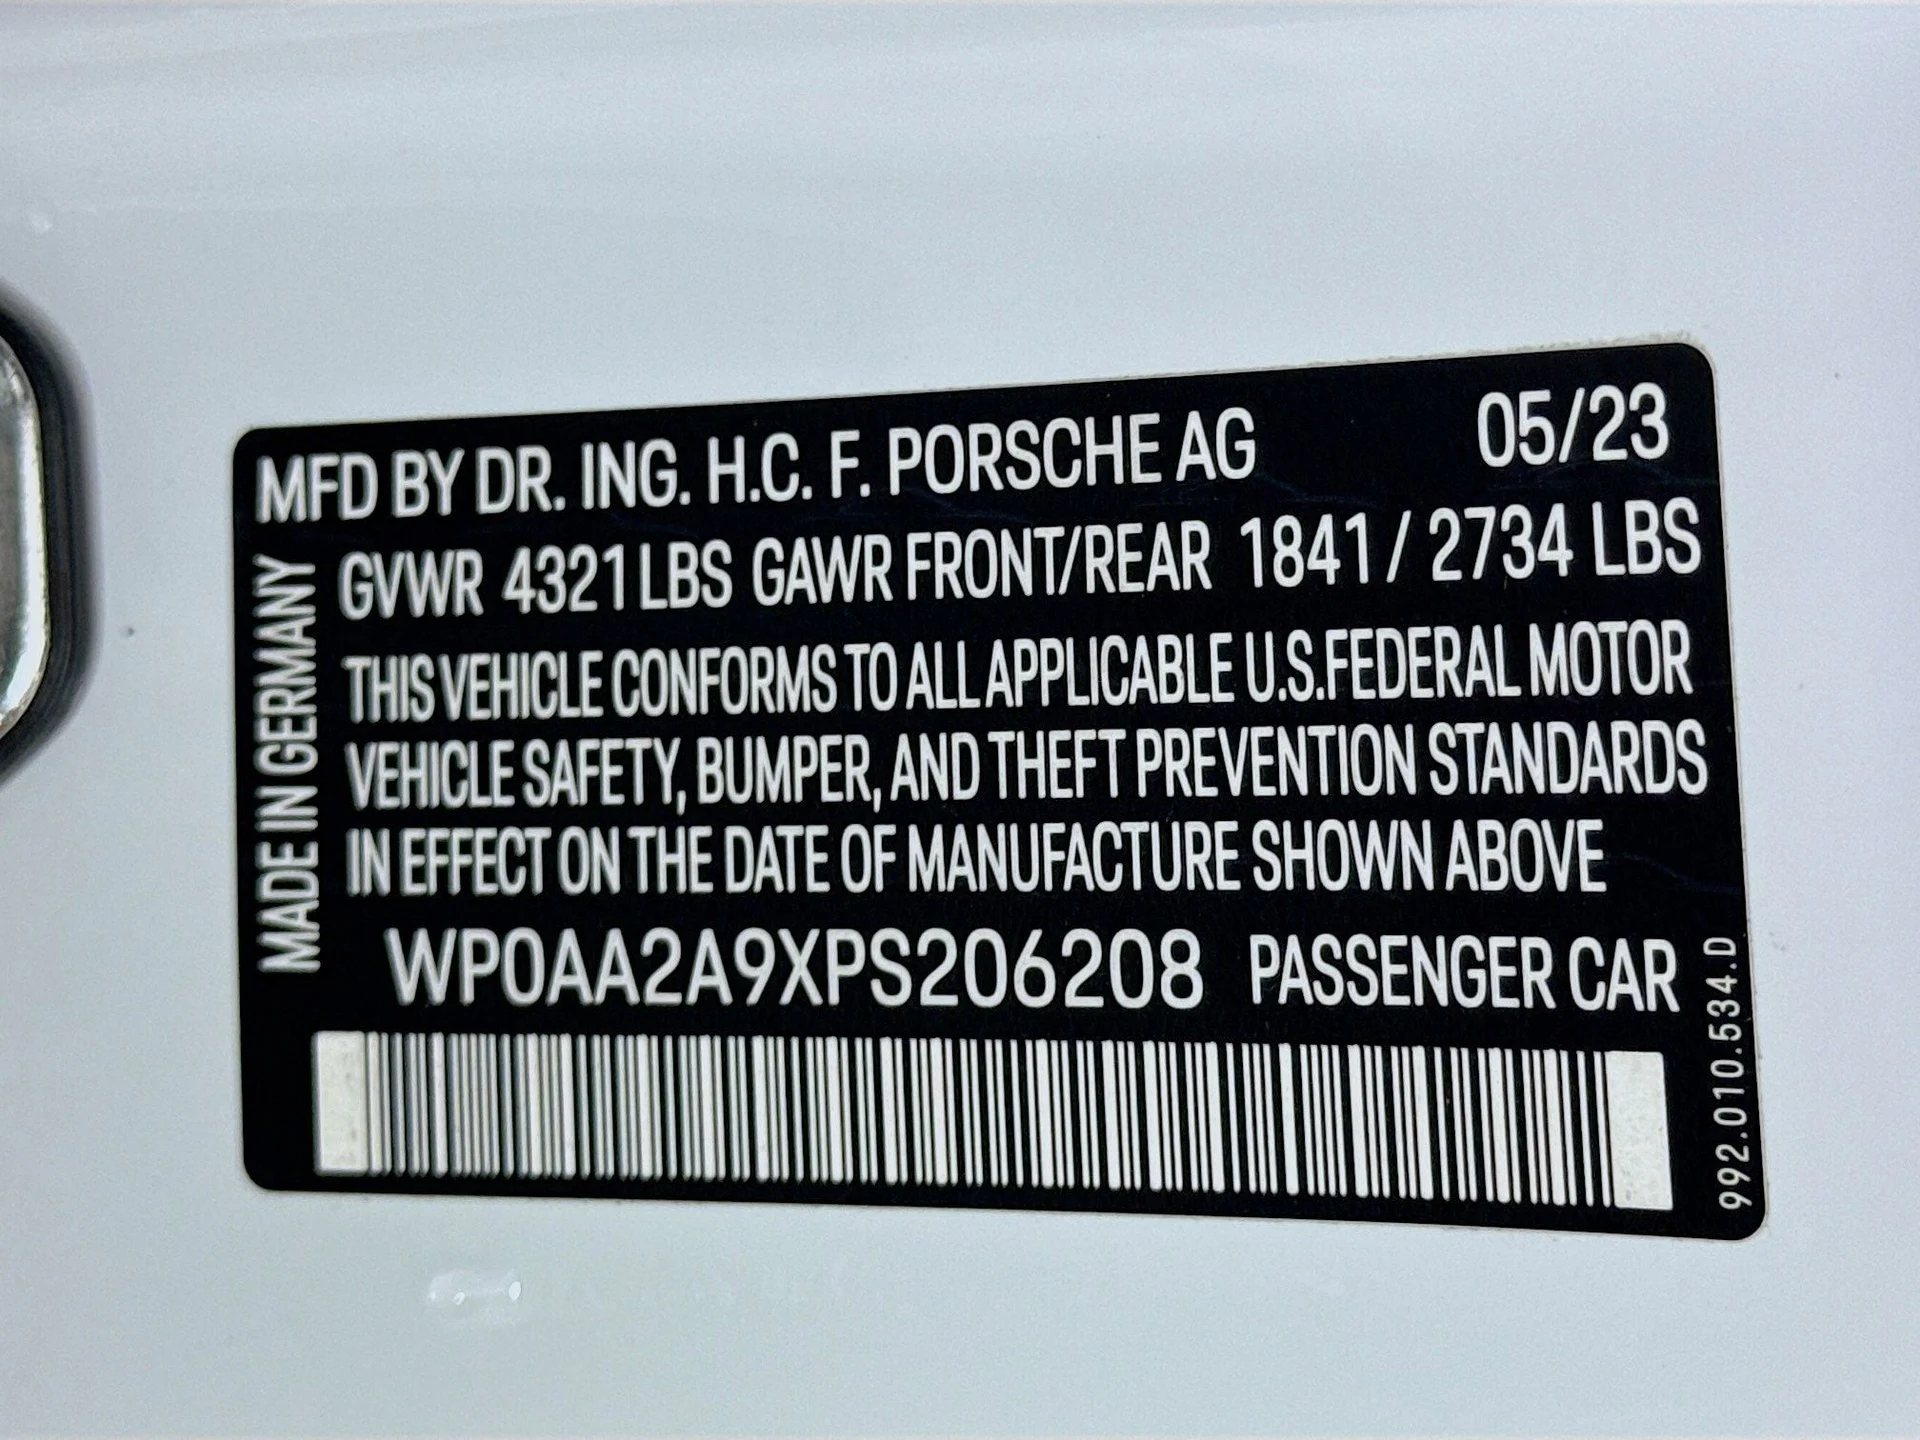 MFD BY DR. ING. H.C. F. PORSCHE AG 05/23
GVWR 4321 LBS GAWR FRONT/REAR 1841 / 2734 LBS
THIS VEHICLE CONFORMS TO ALL APPLICABLE U.S.FEDERAL MOTOR
VEHICLE SAFETY, BUMPER, AND THEFT PREVENTION STANDARDS
IN EFFECT ON THE DATE OF MANUFACTURE SHOWN ABOVE
WP0AA2A9XPS206208 PASSENGER CAR
MADE IN GERMANY
992.010.534.D